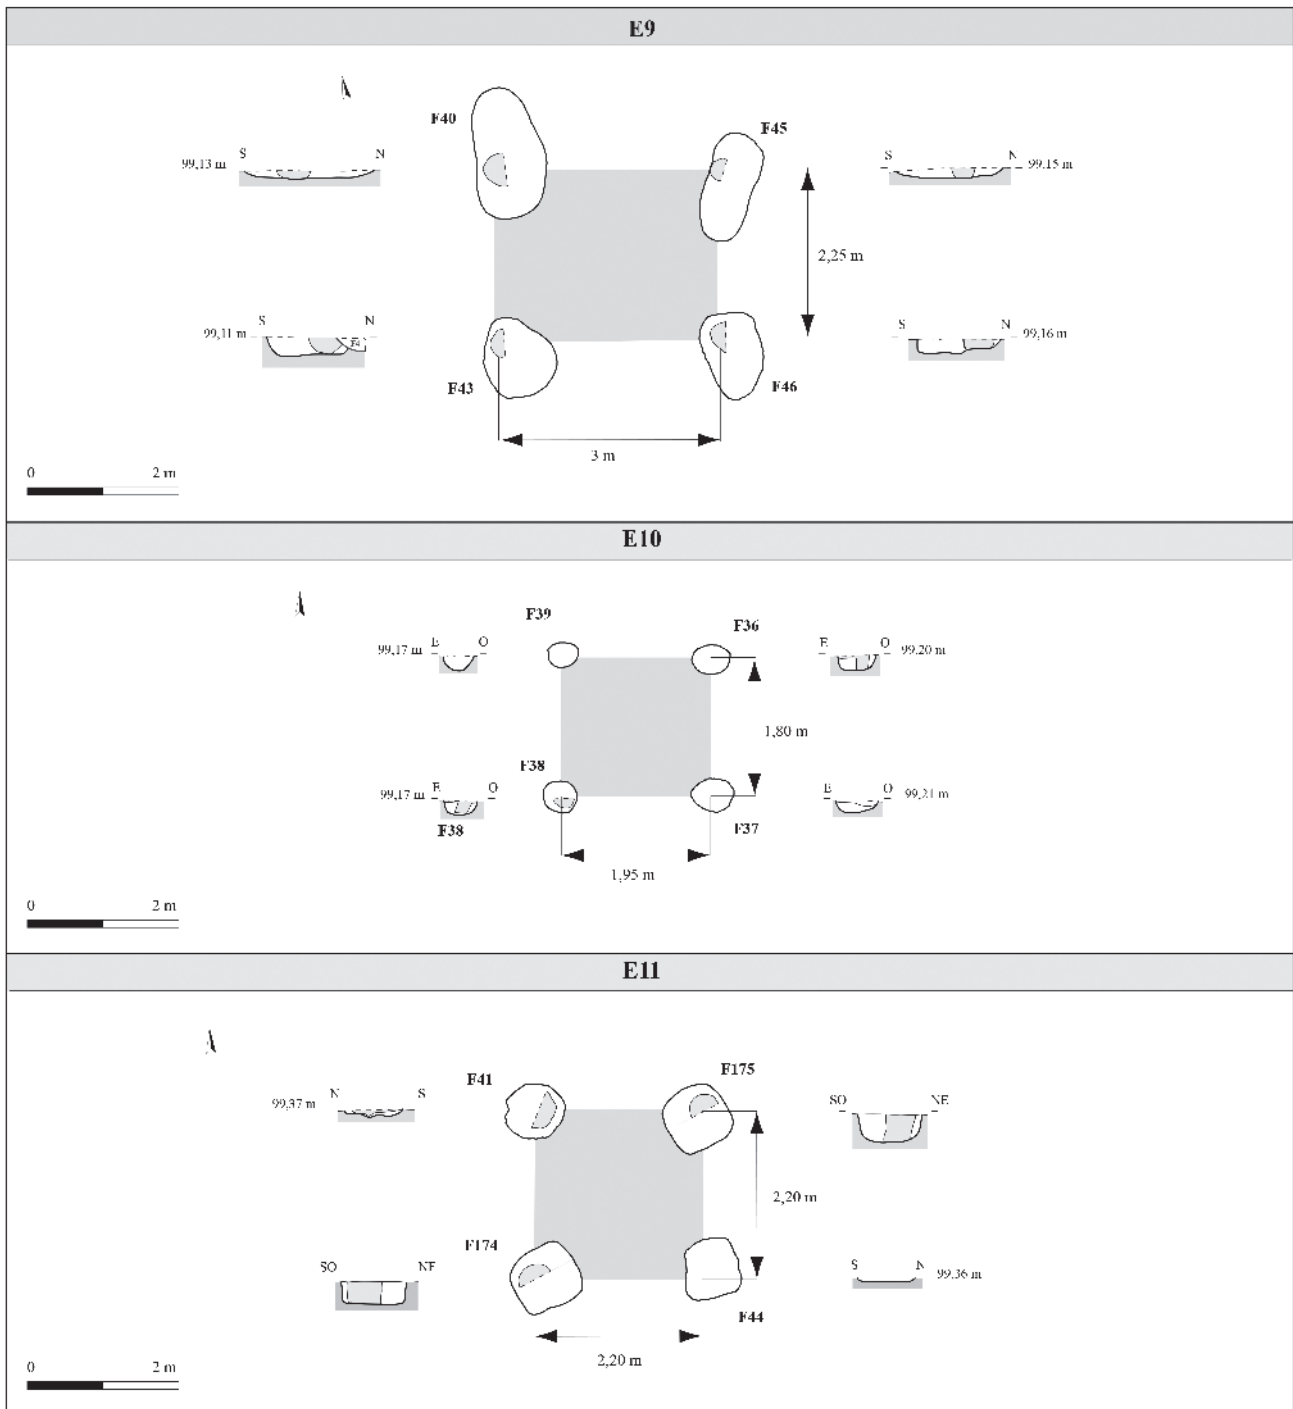 E9
F40
F45
S N
99,13 m
S N
99,15 m
2,25 m
S N
99,11 m
S N
99,16 m
F43
F46
3 m
0 2 m
E10
F39
F36
99,17 m E O
E O 99,20 m
1,80 m
F38
99,17 m E O
E O 99,21 m
F38
F37
1,95 m
0 2 m
E11
F41
F175
N S
99,37 m
SO NE
2,20 m
F174
SO NE
S N 99,36 m
F44
2,20 m
0 2 m